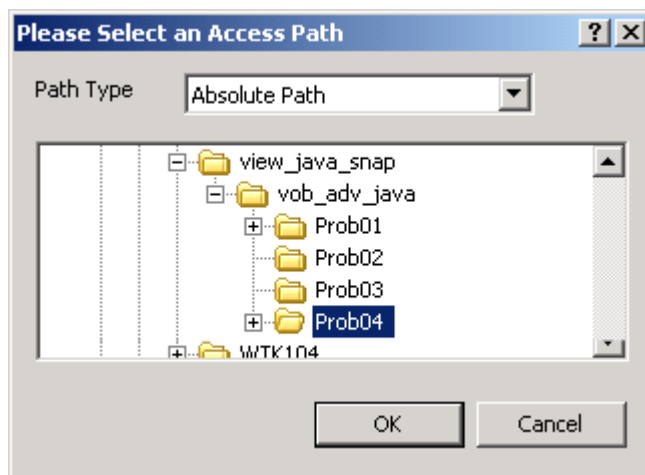 Please Select an Access Path
Path Type Absolute Path
view_java_snap
vob_adv_java
Prob01
Prob02
Prob03
Prob04
WTK104
OK Cancel